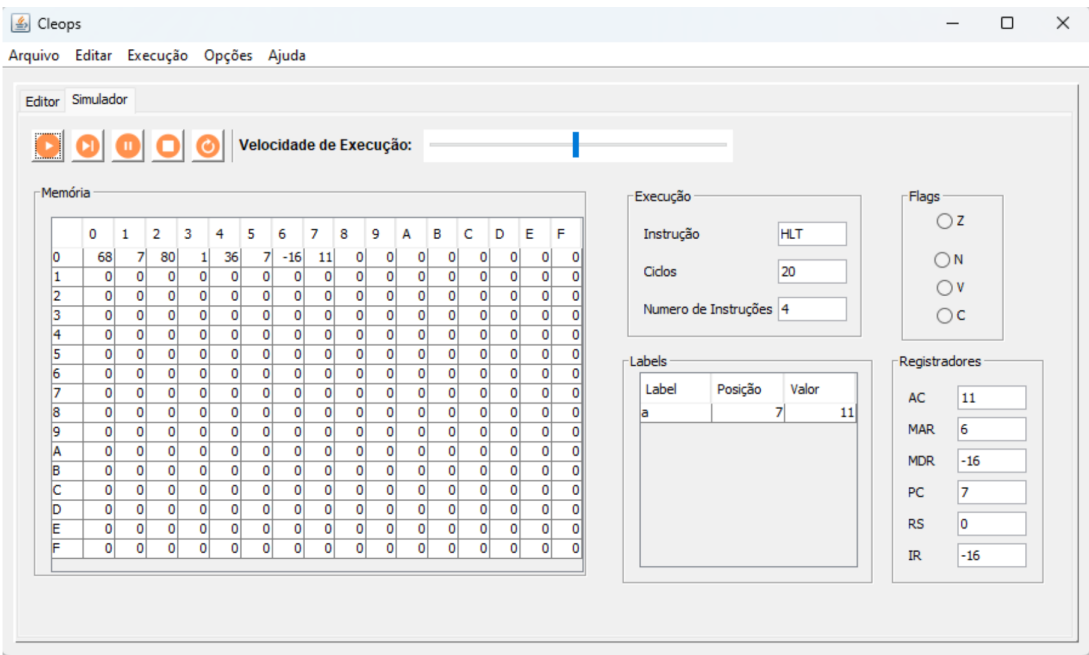 Cleops
Arquivo Editar Execução Opções Ajuda
Editor Simulador
Velocidade de Execução:
Memória
0 1 2 3 4 5 6 7 8 9 A B C D E F
0 68 7 80 1 36 7 -16 11 0 0 0 0 0 0 0 0
1 0 0 0 0 0 0 0 0 0 0 0 0 0 0 0 0
2 0 0 0 0 0 0 0 0 0 0 0 0 0 0 0 0
3 0 0 0 0 0 0 0 0 0 0 0 0 0 0 0 0
4 0 0 0 0 0 0 0 0 0 0 0 0 0 0 0 0
5 0 0 0 0 0 0 0 0 0 0 0 0 0 0 0 0
6 0 0 0 0 0 0 0 0 0 0 0 0 0 0 0 0
7 0 0 0 0 0 0 0 0 0 0 0 0 0 0 0 0
8 0 0 0 0 0 0 0 0 0 0 0 0 0 0 0 0
9 0 0 0 0 0 0 0 0 0 0 0 0 0 0 0 0
A 0 0 0 0 0 0 0 0 0 0 0 0 0 0 0 0
B 0 0 0 0 0 0 0 0 0 0 0 0 0 0 0 0
C 0 0 0 0 0 0 0 0 0 0 0 0 0 0 0 0
D 0 0 0 0 0 0 0 0 0 0 0 0 0 0 0 0
E 0 0 0 0 0 0 0 0 0 0 0 0 0 0 0 0
F 0 0 0 0 0 0 0 0 0 0 0 0 0 0 0 0
Execução
Instrução HLT
Ciclos 20
Numero de Instruções 4
Flags
Z
N
V
C
Labels
Label Posição Valor
a 7 11
Registradores
AC 11
MAR 6
MDR -16
PC 7
RS 0
IR -16